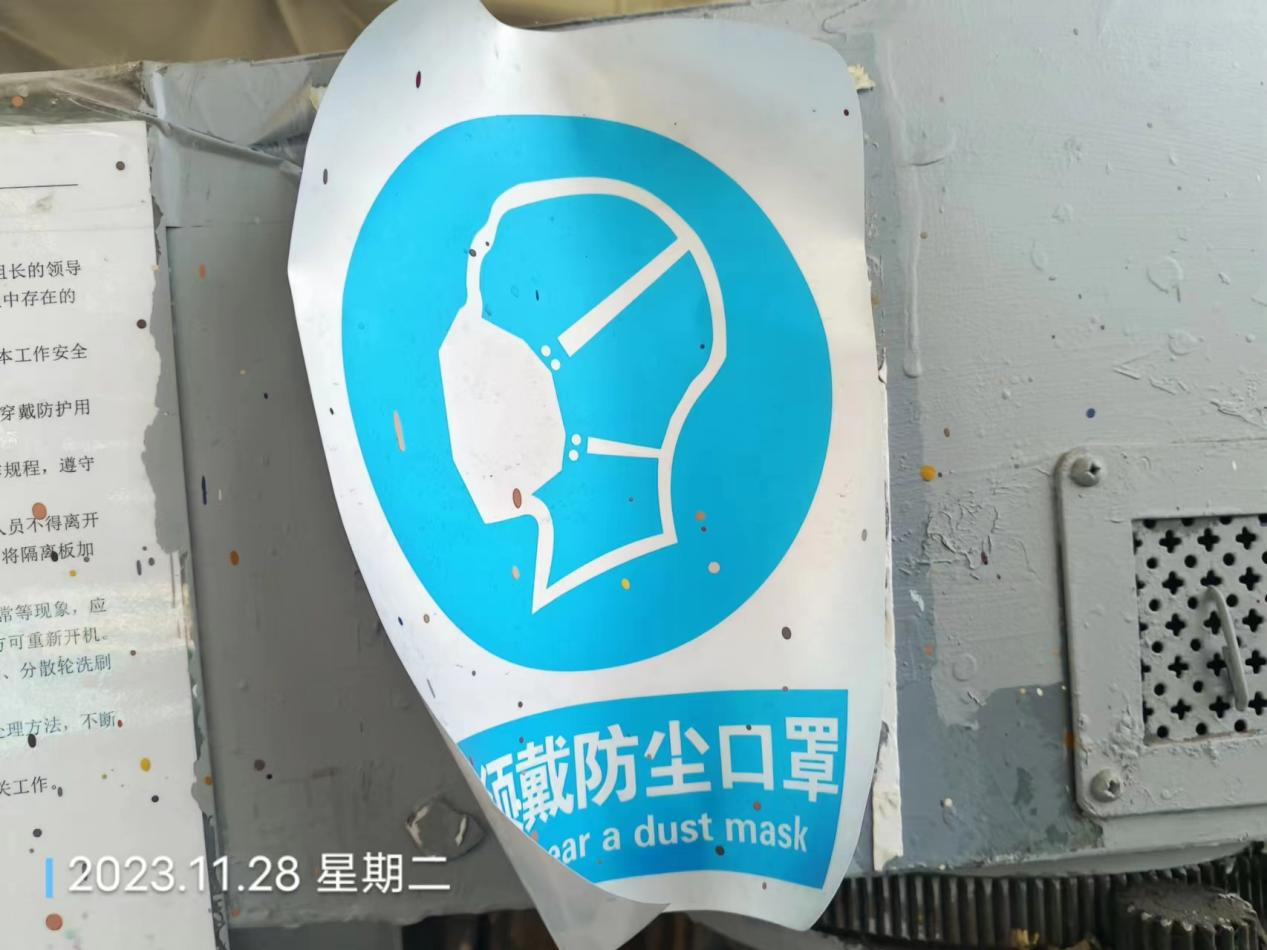 组长的领导
中存在的
本工作安全
穿戴防护用
规程，遵守
人员不得离开
将隔离板加
常等现象，应
方可重新开机。
、分散轮洗刷
处理方法，不断
关工作。
须戴防尘口罩
ear a dust mask
2023.11.28 星期二